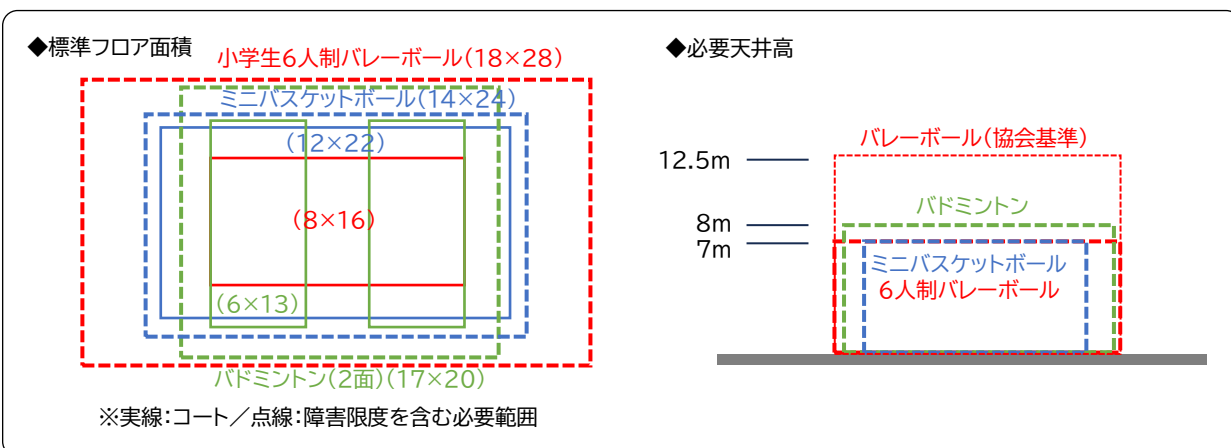 ◆標準フロア面積
小学生6人制バレーボール(18×28)
ミニバスケットボール(14×24)
(12×22)
(8×16)
(6×13)
バドミントン(2面)(17×20)
※実線:コート/点線:障害限度を含む必要範囲
◆必要天井高
バレーボール(協会基準)
12.5m
バドミントン
8m
7m
ミニバスケットボール
6人制バレーボール